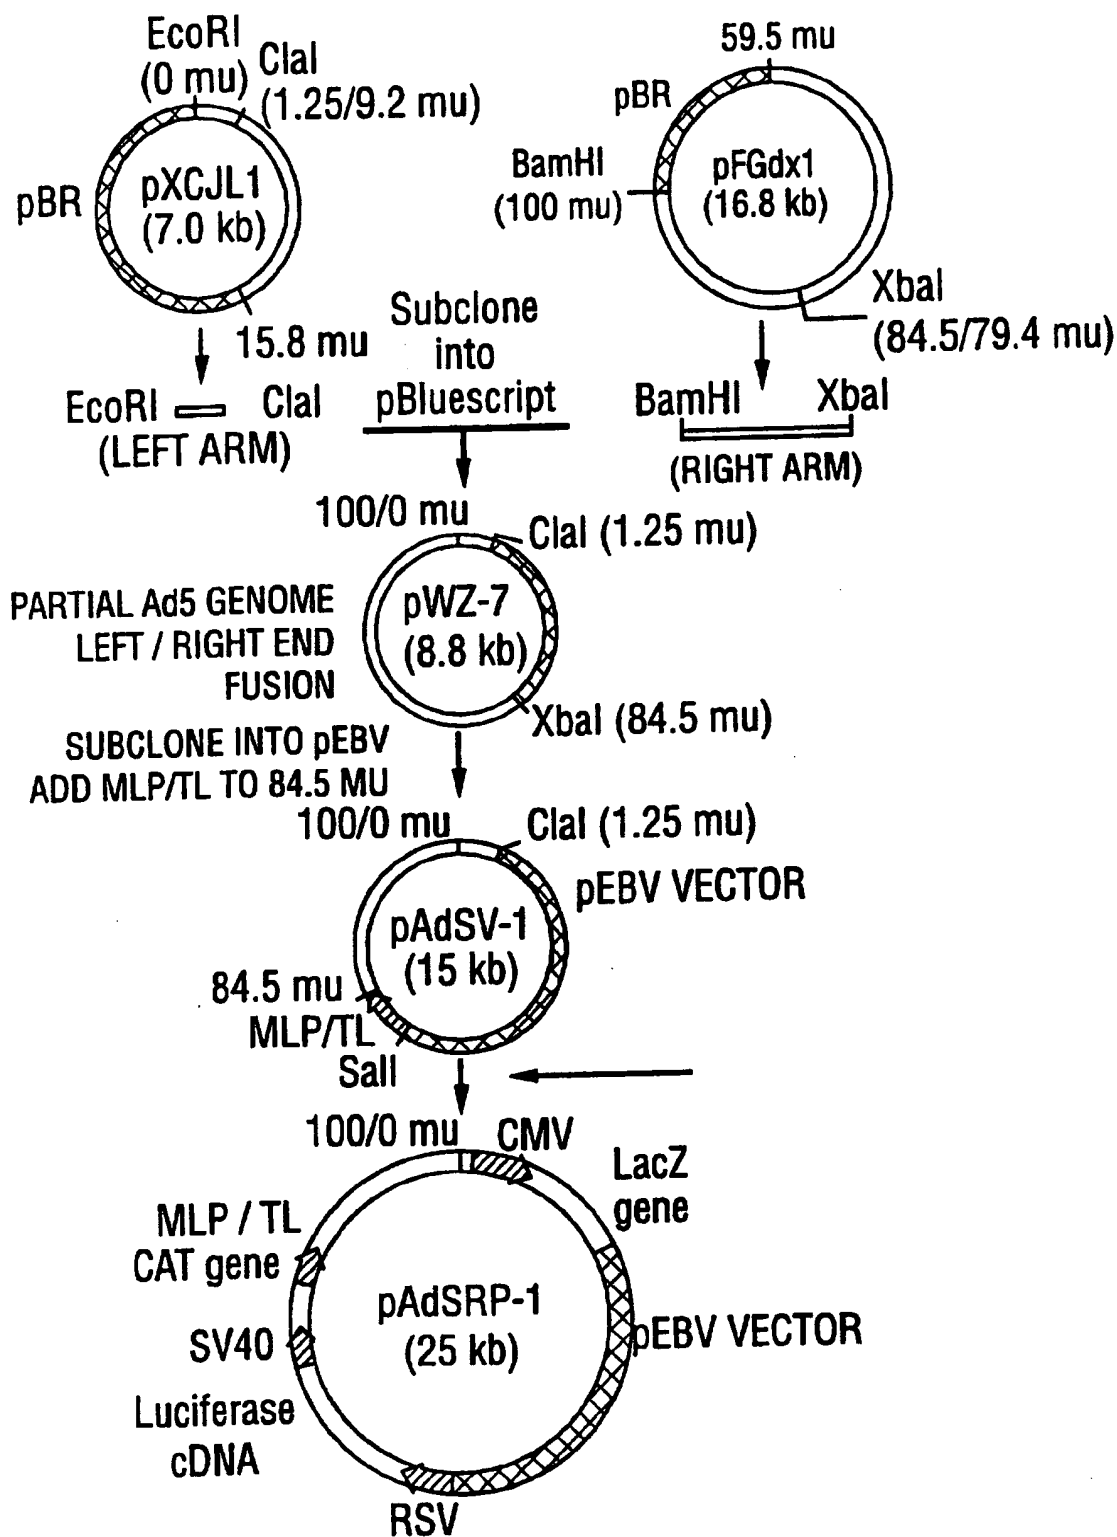 EcoRI
(0 mu)
ClaI
(1.25/9.2 mu)
pBR
pXCJL1
(7.0 kb)
15.8 mu
EcoRI ClaI
(LEFT ARM)
59.5 mu
pBR
BamHI
(100 mu)
pFGdx1
(16.8 kb)
XbaI
(84.5/79.4 mu)
BamHI XbaI
(RIGHT ARM)
Subclone
into
pBluescript
100/0 mu
ClaI (1.25 mu)
pWZ-7
(8.8 kb)
PARTIAL Ad5 GENOME
LEFT / RIGHT END
FUSION
XbaI (84.5 mu)
SUBCLONE INTO pEBV
ADD MLP/TL TO 84.5 MU
100/0 mu
ClaI (1.25 mu)
pEBV VECTOR
pAdSV-1
(15 kb)
84.5 mu
MLP/TL
SalI
100/0 mu
CMV
LacZ
gene
MLP / TL
CAT gene
pAdSRP-1
(25 kb)
SV40
pEBV VECTOR
Luciferase
cDNA
RSV